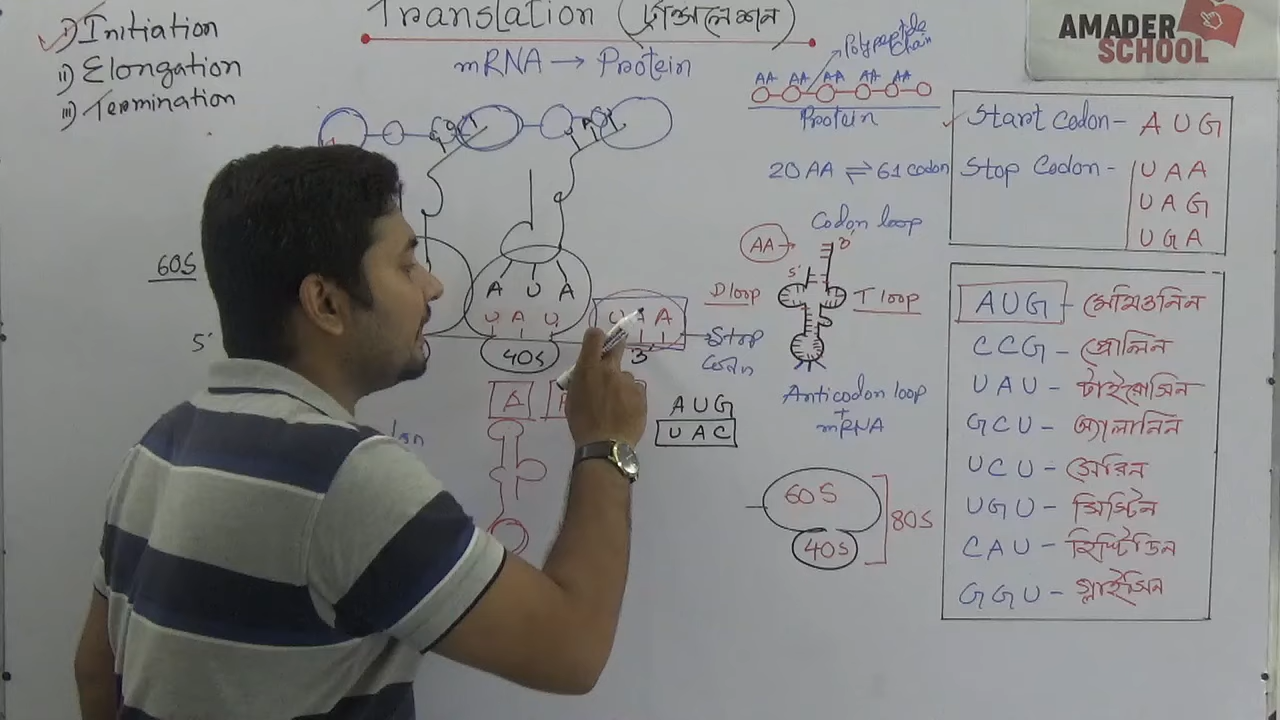 i) Initiation
ii) Elongation
iii) Termination
Translation (ট্রান্সলেশন)
mRNA → Protein
Polypeptide Chain
AA AA AA AA AA
Protein
20 AA ⇌ 61 codon
AMADER
SCHOOL
Start codon - AUG
Stop Codon - UAA
UAG
UGA
60S
5'
A U A
U A U
40S
U A A
3
→ Stop
codon
A
AUG
UAC
Codon loop
AA →
5'
D loop
T loop
Anticodon loop
+
mRNA
60S
40S
80S
AUG - মেথিওনিন
CCG - প্রোলিন
UAU - টাইরোসিন
GCU - অ্যালানিন
UCU - সেরিন
UGU - সিস্টিন
CAU - হিস্টিডিন
GGU - গ্লাইসিন